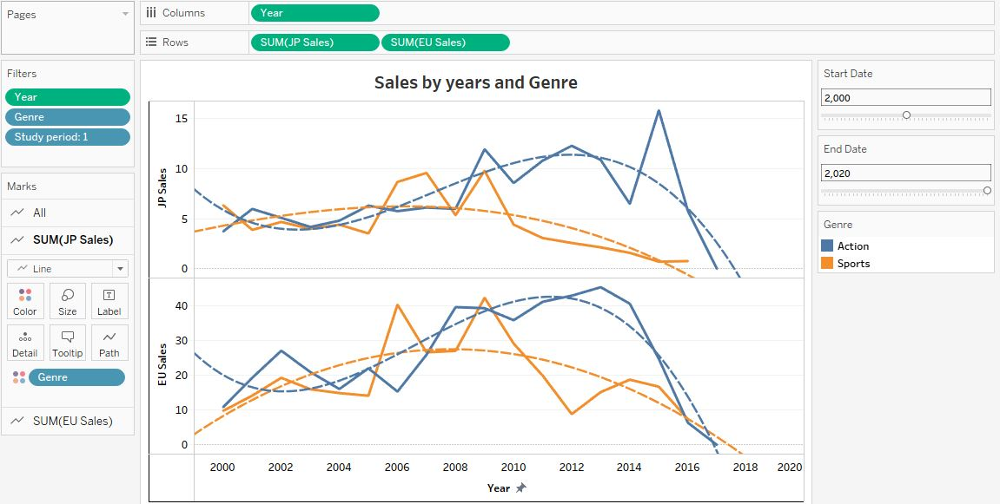 Pages
Columns
Year
Rows
SUM(JP Sales)
SUM(EU Sales)
Filters
Year
Genre
Study period: 1
Marks
All
SUM(JP Sales)
Line
Color
Size
Label
Detail
Tooltip
Path
Genre
SUM(EU Sales)
Sales by years and Genre
JP Sales
15
10
5
0
EU Sales
40
30
20
10
0
2000 2002 2004 2006 2008 2010 2012 2014 2016 2018 2020
Year
Start Date
2,000
End Date
2,020
Genre
Action
Sports